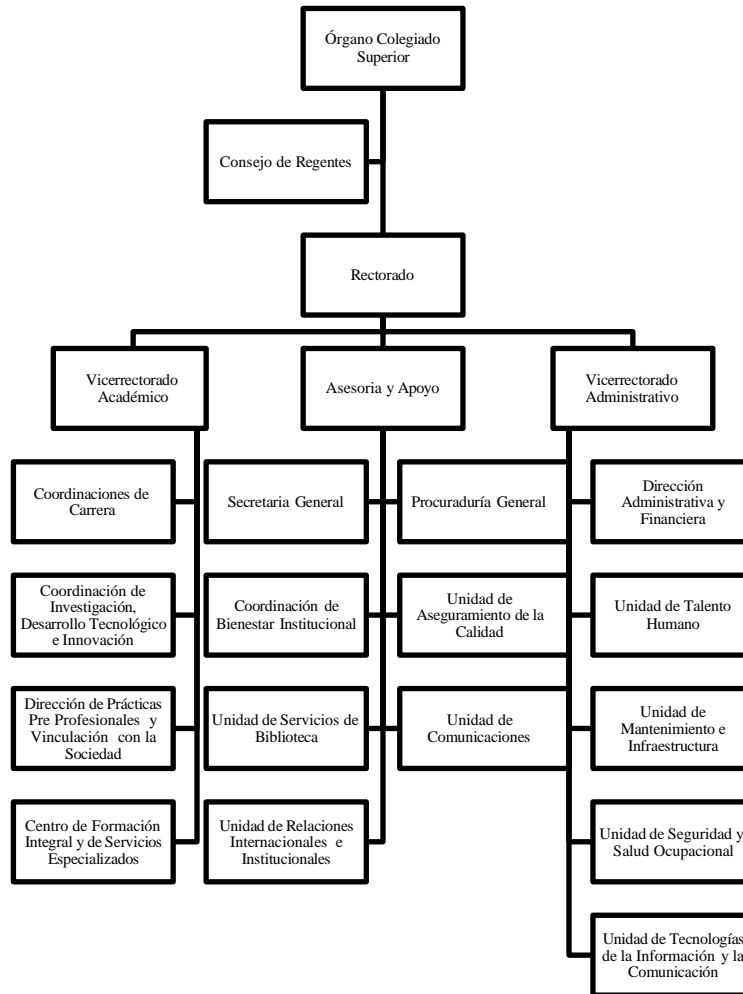 Órgano Colegiado
Superior
Consejo de Regentes
Rectorado
Vicerrectorado
Académico
Asesoria y Apoyo
Vicerrectorado
Administrativo
Coordinaciones de
Carrera
Secretaria General
Procuraduría General
Dirección
Administrativa y
Financiera
Coordinación de
Investigación,
Desarrollo Tecnológico
e Innovación
Coordinación de
Bienestar Institucional
Unidad de
Aseguramiento de la
Calidad
Unidad de Talento
Humano
Dirección de Prácticas
Pre Profesionales y
Vinculación con la
Sociedad
Unidad de Servicios de
Biblioteca
Unidad de
Comunicaciones
Unidad de
Mantenimiento e
Infraestructura
Centro de Formación
Integral y de Servicios
Especializados
Unidad de Relaciones
Internacionales e
Institucionales
Unidad de Seguridad y
Salud Ocupacional
Unidad de Tecnologías
de la Información y la
Comunicación